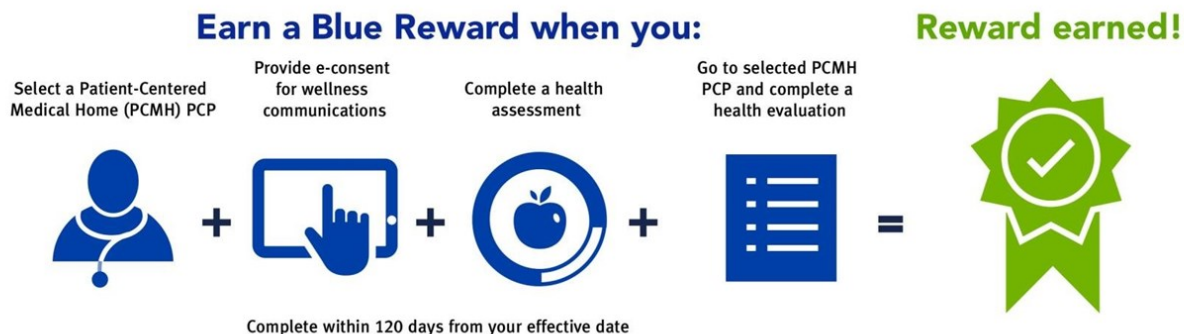 Earn a Blue Reward when you:
Reward earned!
Select a Patient-Centered
Medical Home (PCMH) PCP
Provide e-consent
for wellness
communications
Complete a health
assessment
Go to selected PCMH
PCP and complete a
health evaluation
+
+
+
=
Complete within 120 days from your effective date